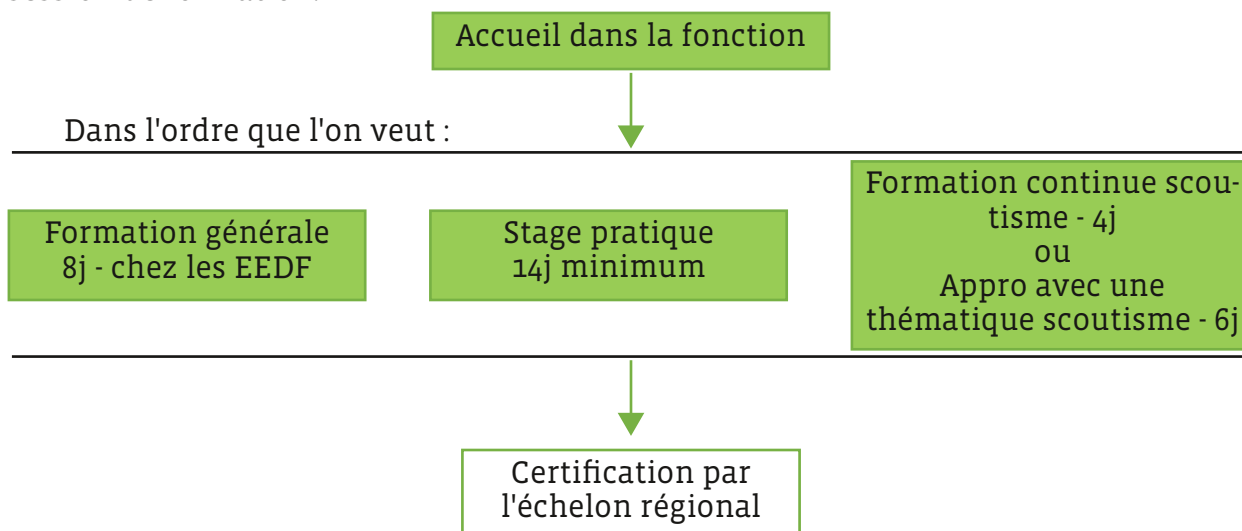 Accueil dans la fonction
Dans l'ordre que l'on veut :
Formation générale
8j - chez les EEDF
Stage pratique
14j minimum
Formation continue scou-
tisme - 4j
ou
Appro avec une
thématique scoutisme - 6j
Certification par
l'échelon régional